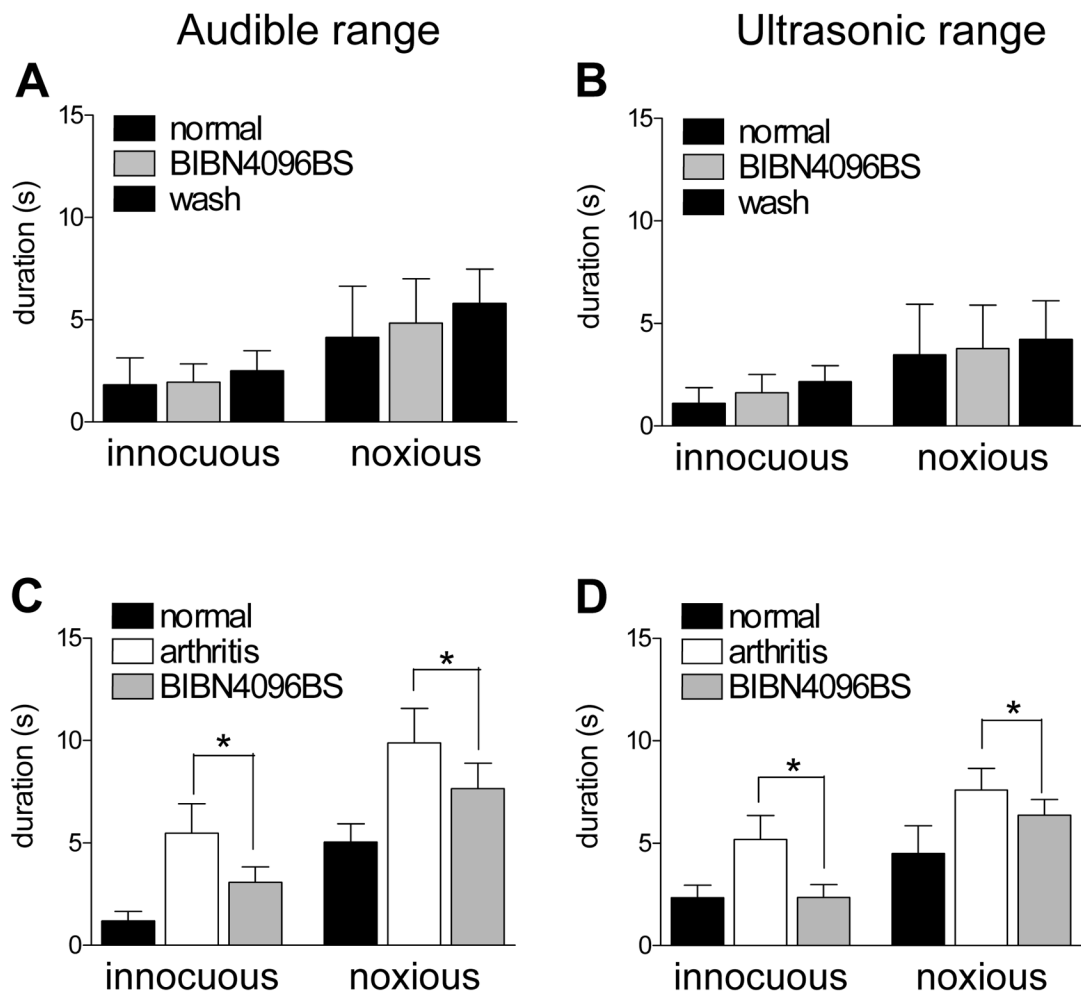 Audible range
Ultrasonic range
A
15
10
5
0
duration (s)
normal
BIBN4096BS
wash
innocuous
noxious
B
15
10
5
0
duration (s)
normal
BIBN4096BS
wash
innocuous
noxious
C
15
10
5
0
duration (s)
normal
arthritis
BIBN4096BS
*
*
innocuous
noxious
D
15
10
5
0
duration (s)
normal
arthritis
BIBN4096BS
*
*
innocuous
noxious